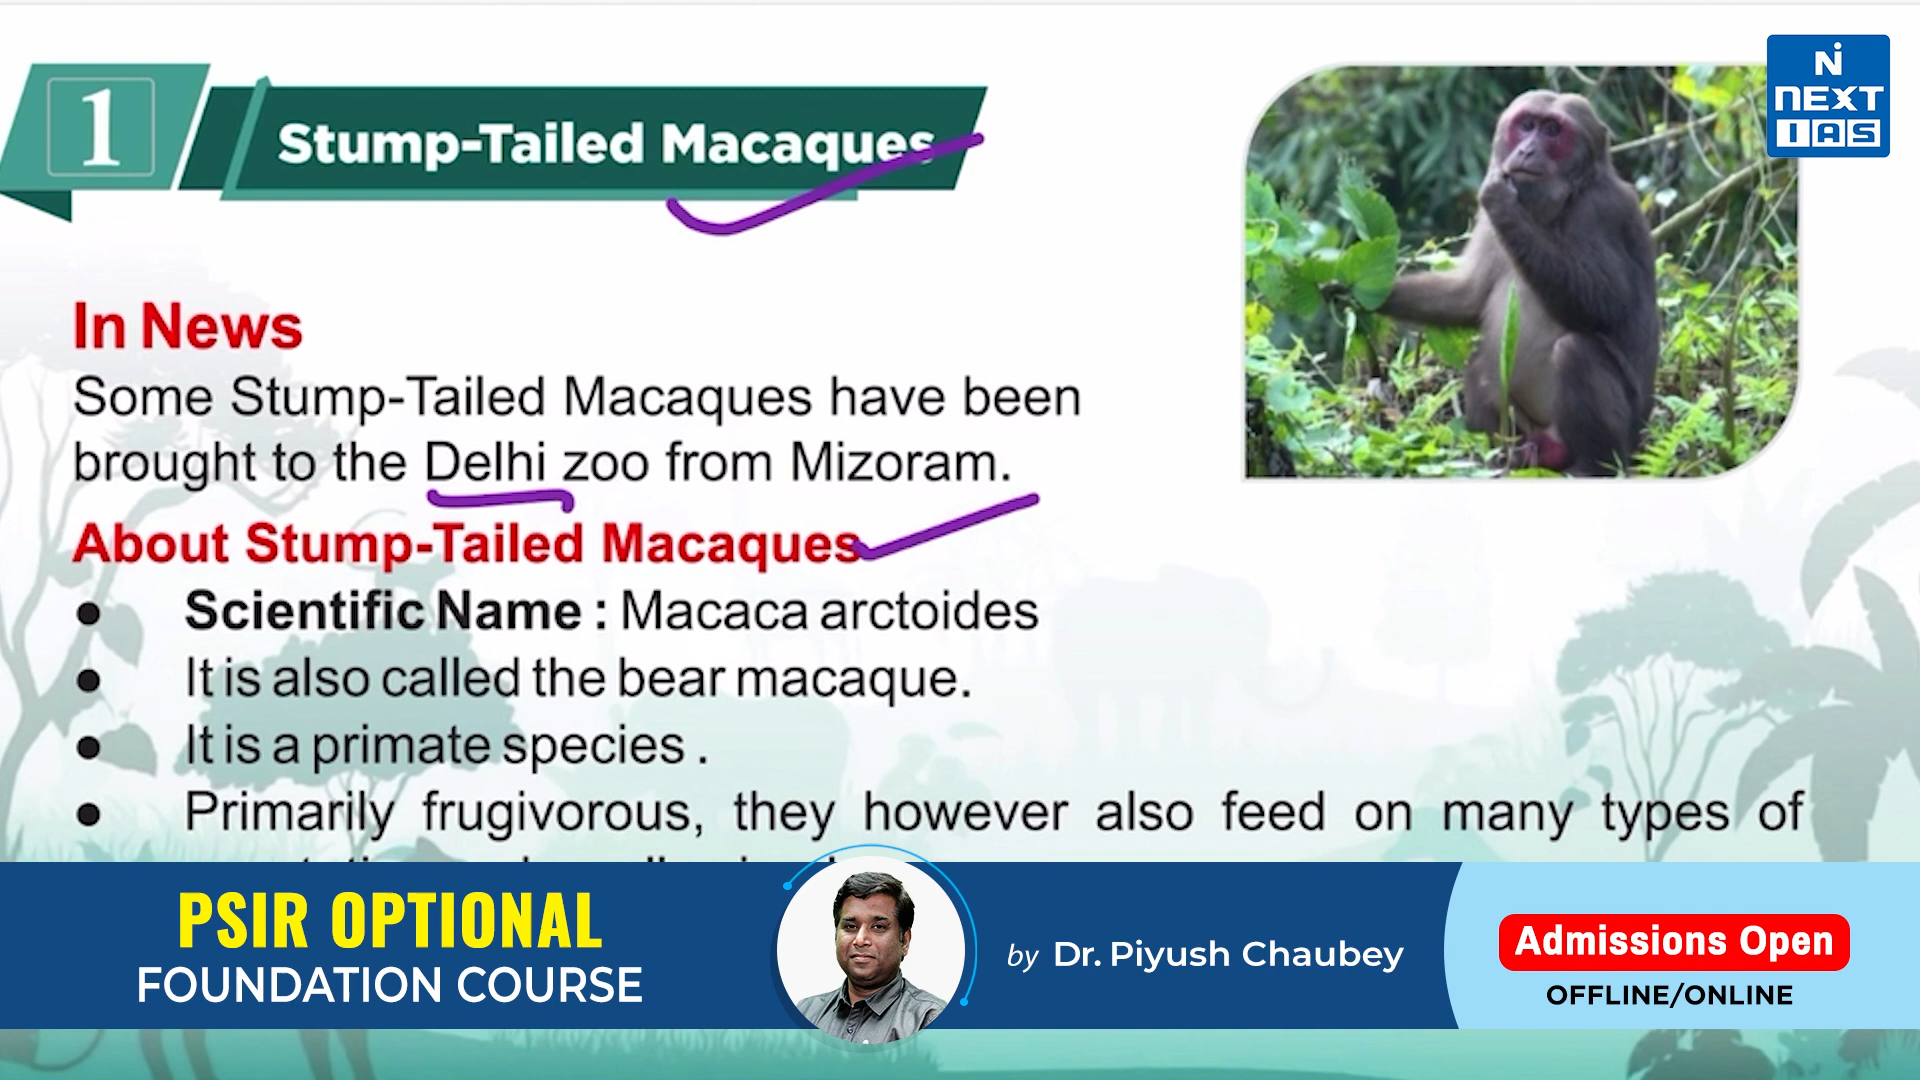 1
Stump-Tailed Macaques
NEXT
IAS
In News
Some Stump-Tailed Macaques have been
brought to the Delhi zoo from Mizoram.
About Stump-Tailed Macaques
● Scientific Name : Macaca arctoides
● It is also called the bear macaque.
● It is a primate species .
● Primarily frugivorous, they however also feed on many types of
PSIR OPTIONAL
FOUNDATION COURSE
by Dr. Piyush Chaubey
Admissions Open
OFFLINE/ONLINE